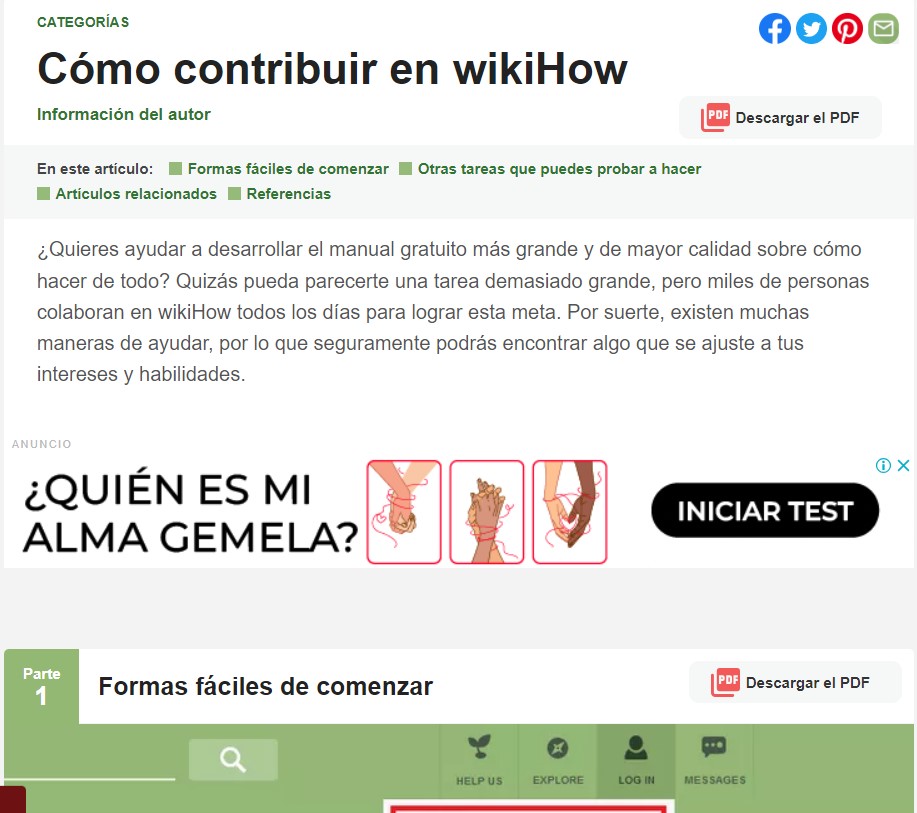 CATEGORÍAS
Cómo contribuir en wikiHow
Información del autor
PDF Descargar el PDF
En este artículo: Formas fáciles de comenzar Otras tareas que puedes probar a hacer
Artículos relacionados Referencias
¿Quieres ayudar a desarrollar el manual gratuito más grande y de mayor calidad sobre cómo
hacer de todo? Quizás pueda parecerte una tarea demasiado grande, pero miles de personas
colaboran en wikiHow todos los días para lograr esta meta. Por suerte, existen muchas
maneras de ayudar, por lo que seguramente podrás encontrar algo que se ajuste a tus
intereses y habilidades.
ANUNCIO
¿QUIÉN ES MI
ALMA GEMELA?
INICIAR TEST
Parte
1
Formas fáciles de comenzar
PDF Descargar el PDF
HELP US EXPLORE LOG IN MESSAGES